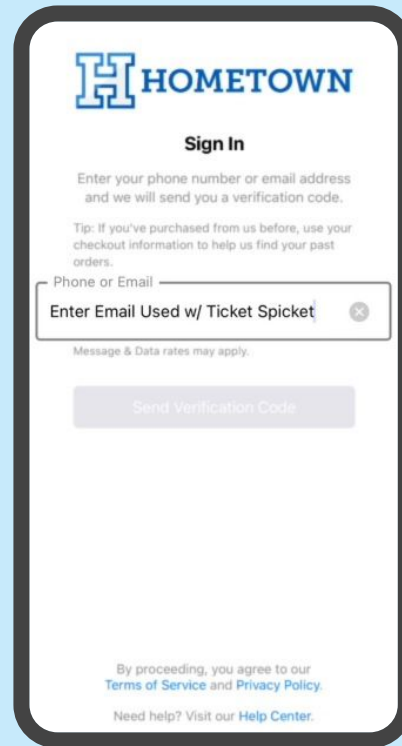 H HOMETOWN
Sign In
Enter your phone number or email address
and we will send you a verification code.
Tip: If you've purchased from us before, use your
checkout information to help us find your past
orders.
Phone or Email
Enter Email Used w/ Ticket Spicket
Message & Data rates may apply.
Send Verification Code
By proceeding, you agree to our
Terms of Service and Privacy Policy.
Need help? Visit our Help Center.